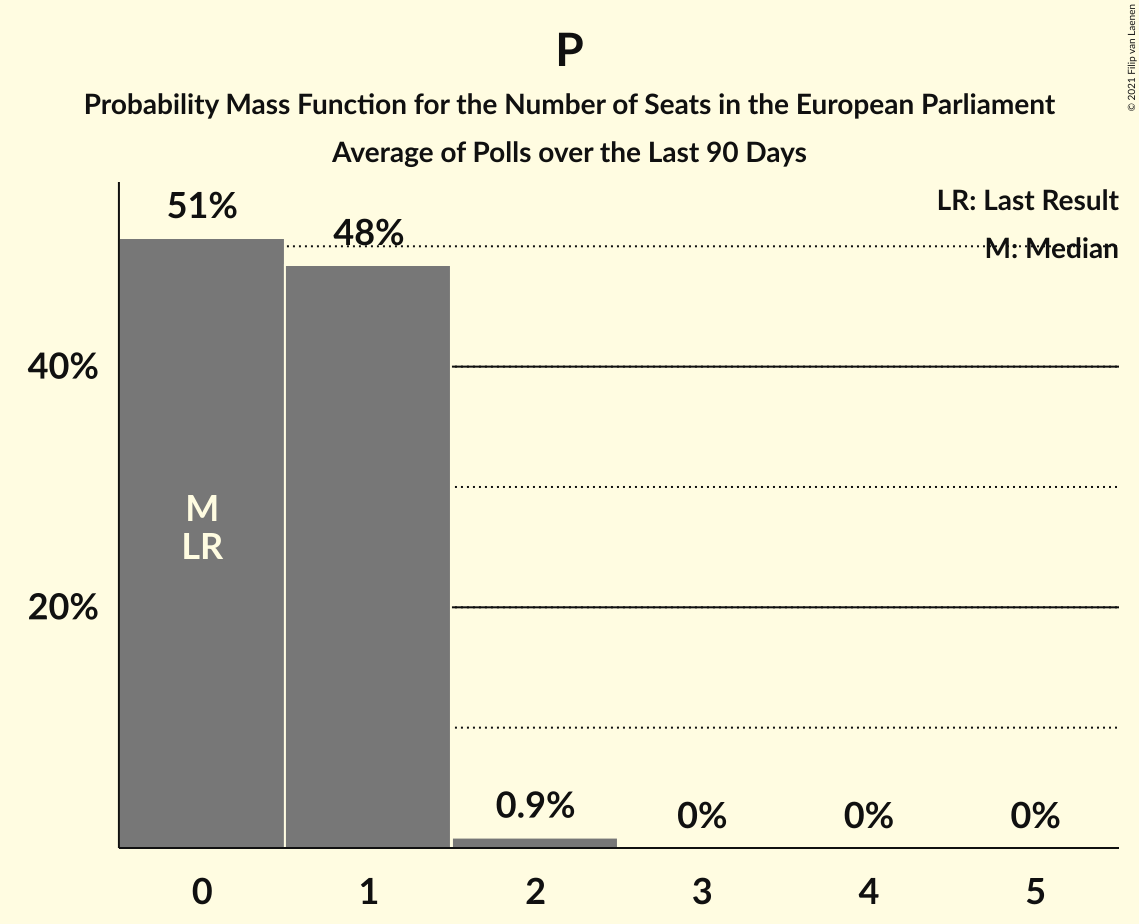 © 2021 Filip van Laenen
P
Probability Mass Function for the Number of Seats in the European Parliament
Average of Polls over the Last 90 Days
LR: Last Result
M: Median
51%
48%
40%
20%
M
LR
0.9%
0%
0%
0%
0
1
2
3
4
5